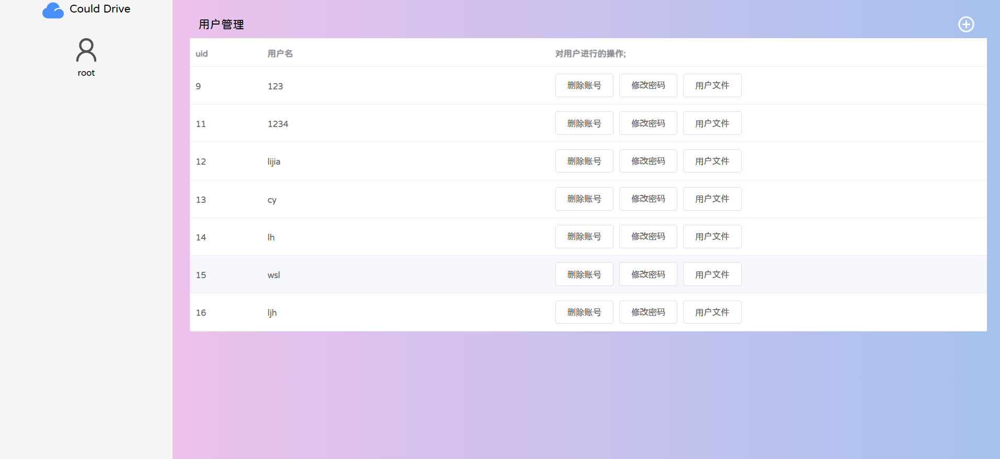 Could Drive
root
用户管理
uid 用户名 对用户进行的操作;
9 123 删除账号 修改密码 用户文件
11 1234 删除账号 修改密码 用户文件
12 lijia 删除账号 修改密码 用户文件
13 cy 删除账号 修改密码 用户文件
14 lh 删除账号 修改密码 用户文件
15 wsl 删除账号 修改密码 用户文件
16 ljh 删除账号 修改密码 用户文件